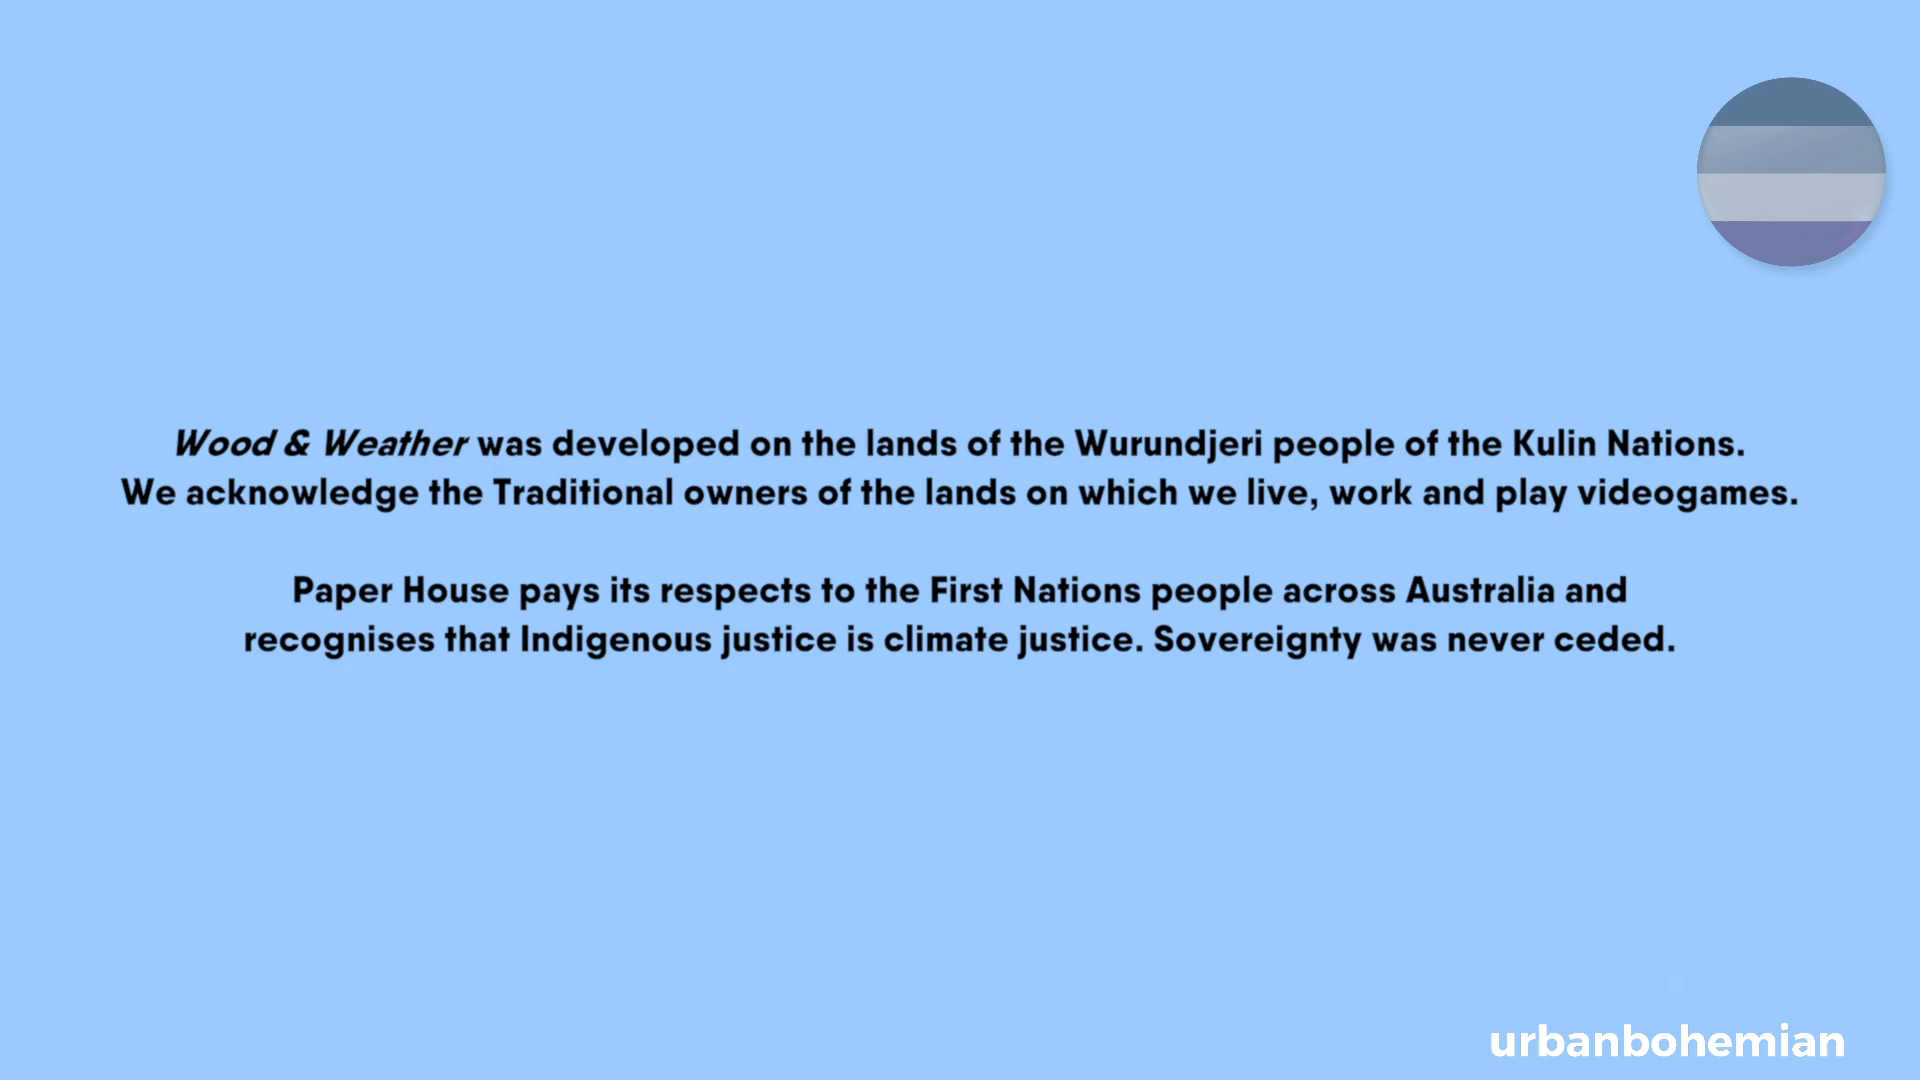 Wood & Weather was developed on the lands of the Wurundjeri people of the Kulin Nations.
We acknowledge the Traditional owners of the lands on which we live, work and play videogames.
Paper House pays its respects to the First Nations people across Australia and
recognises that Indigenous justice is climate justice. Sovereignty was never ceded.
urbanbohemian